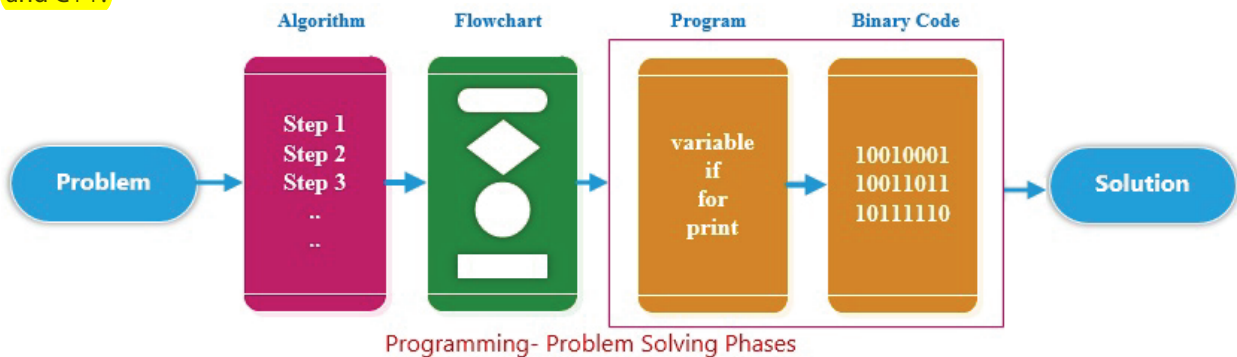 and C++.
Algorithm
Flowchart
Program
Binary Code
Problem
Step 1
Step 2
Step 3
..
..
variable
if
for
print
10010001
10011011
10111110
Solution
Programming- Problem Solving Phases